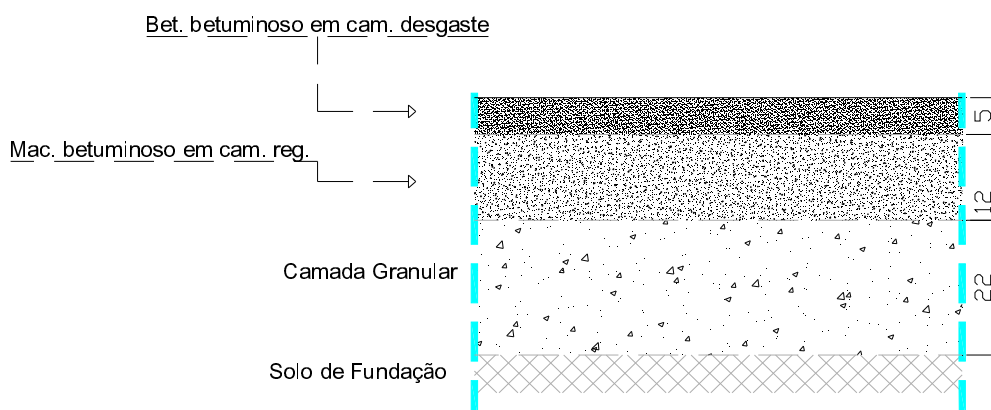 Bet. betuminoso em cam. desgaste
5
Mac. betuminoso em cam. reg.
12
Camada Granular
22
Solo de Fundação